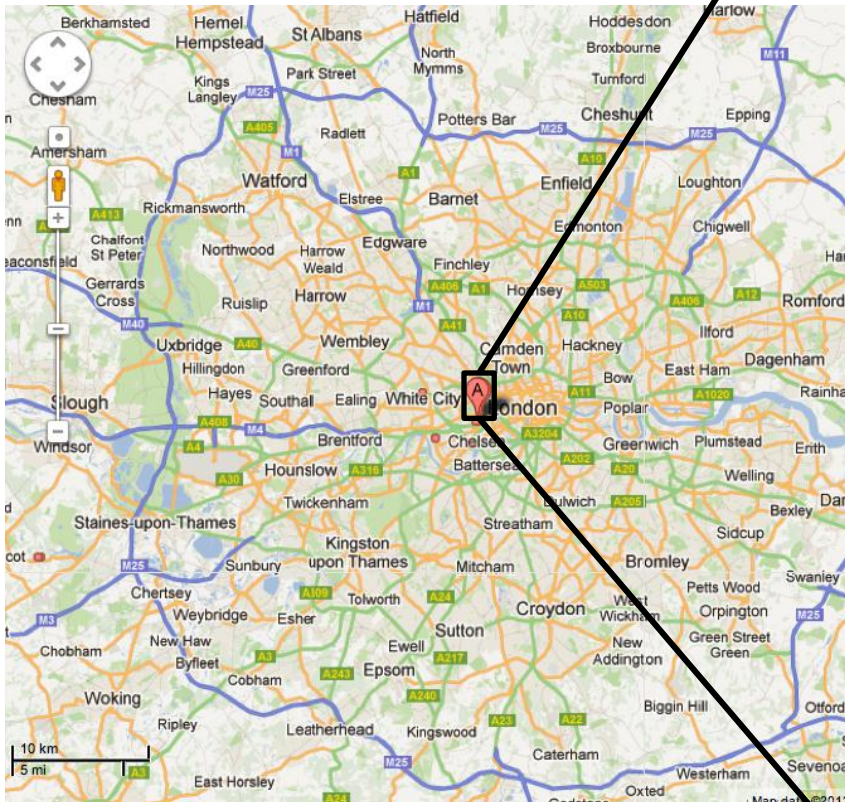 Berkhamsted
Hemel
Hempstead
St Albans
Hatfield
Hoddesdon
Harlow
Broxbourne
M11
North
Mymms
Park Street
Kings
Langley
M25
Chesham
Cheshunt
Epping
A405
Radlett
Potters Bar
M25
M25
Amersham
M1
A10
A1
Watford
Enfield
Loughton
Elstree
Barnet
Rickmansworth
A413
Chigwell
Edmonton
Chalfont
St Peter
Northwood
Harrow
Weald
Edgware
Finchley
Gerrards
Cross
Harrow
A406
A1
Hornsey
A503
A406
A12
Romford
Ruislip
M1
A10
M40
A41
Ilford
Uxbridge
A40
Wembley
Camden
Town
Hackney
Dagenham
Hillingdon
Greenford
East Ham
Bow
Hayes
Southall
Ealing
White City
A
A11
A1020
Slough
A408
London
Poplar
Windsor
A4
M4
Brentford
Chelsea
A3204
Greenwich
Plumstead
Erith
Hounslow
A316
Battersea
A202
A20
Welling
A30
Twickenham
Dulwich
A205
Bexley
Staines-upon-Thames
Streatham
Sidcup
Kingston
upon Thames
M25
Sunbury
Mitcham
Bromley
Swanley
Chertsey
A309
Tolworth
A24
Petts Wood
M3
Weybridge
Esher
Croydon
West
Wickham
Orpington
Sutton
Green Street
Green
New Haw
Ewell
New
Addington
Chobham
Byfleet
A3
A243
Epsom
A217
Cobham
Woking
A240
Biggin Hill
Otford
Ripley
Leatherhead
Kingswood
A23
A22
10 km
5 mi
A3
M25
Caterham
Westerham
East Horsley
A24
Oxted